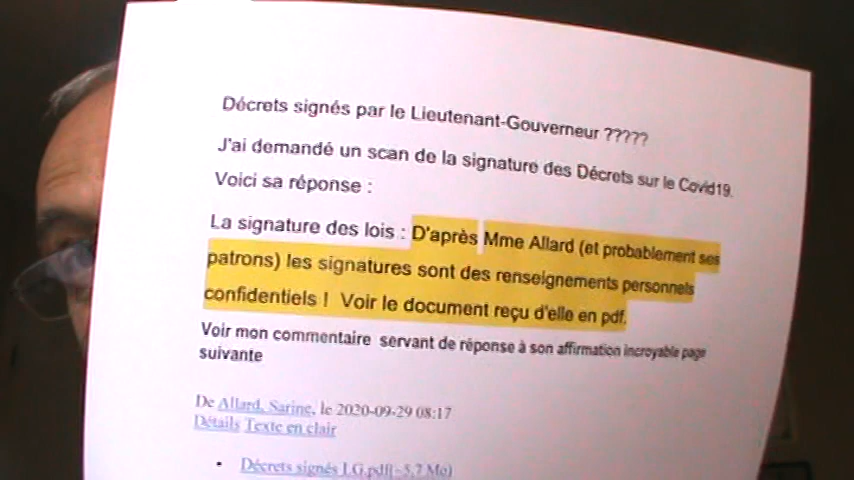 Décrets signés par le Lieutenant-Gouverneur ?????
J'ai demandé un scan de la signature des Décrets sur le Covid19.
Voici sa réponse :
La signature des lois : D'après Mme Allard (et probablement ses
patrons) les signatures sont des renseignements personnels
confidentiels ! Voir le document reçu d'elle en pdf.
Voir mon commentaire servant de réponse à son affirmation incroyable page
suivante
De Allard, Sarine, le 2020-09-29 08:17
Détails Texte en clair
• Décrets signés LG.pdf(~5,7 Mo)